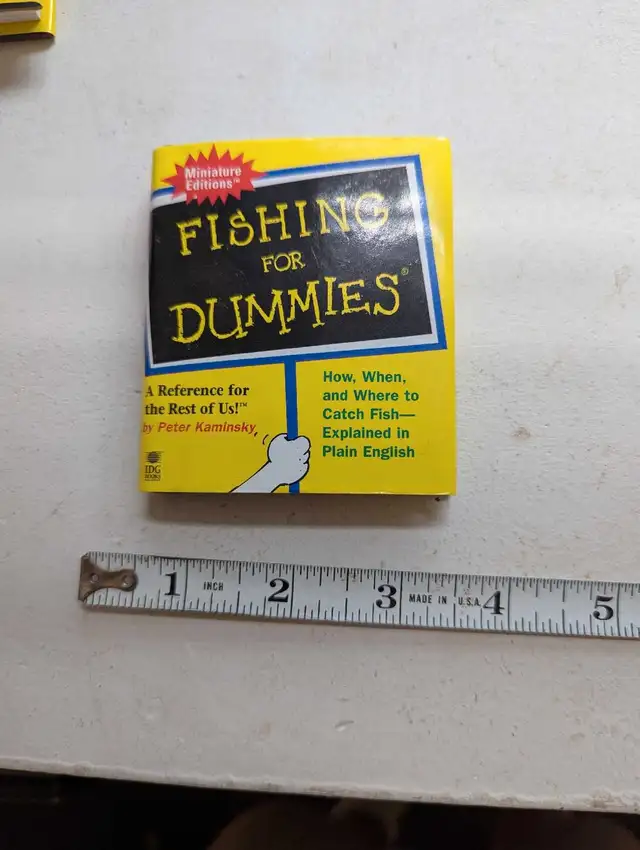 Miniature
Editions™
FISHING
FOR
DUMMIES®
A Reference for
the Rest of Us!™
by Peter Kaminsky
IDG
BOOKS
How, When,
and Where to
Catch Fish—
Explained in
Plain English
1 INCH 2 3 MADE IN U.S.A. 4 5